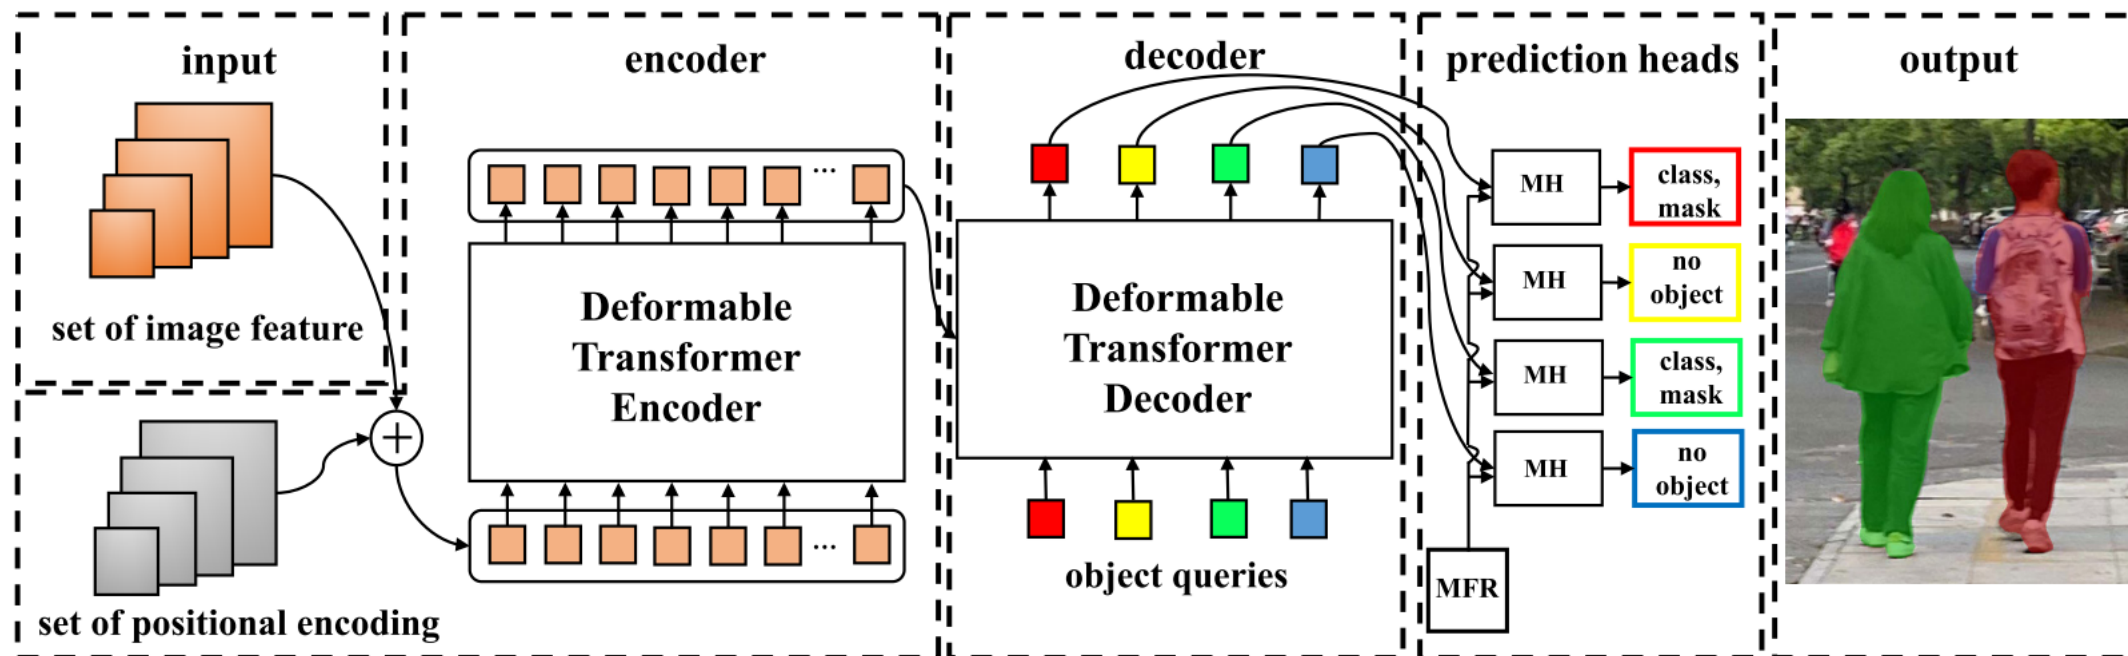 input
set of image feature
set of positional encoding
encoder
...
Deformable
Transformer
Encoder
...
decoder
Deformable
Transformer
Decoder
object queries
prediction heads
MH
class,
mask
MH
no
object
MH
class,
mask
MH
no
object
MFR
output